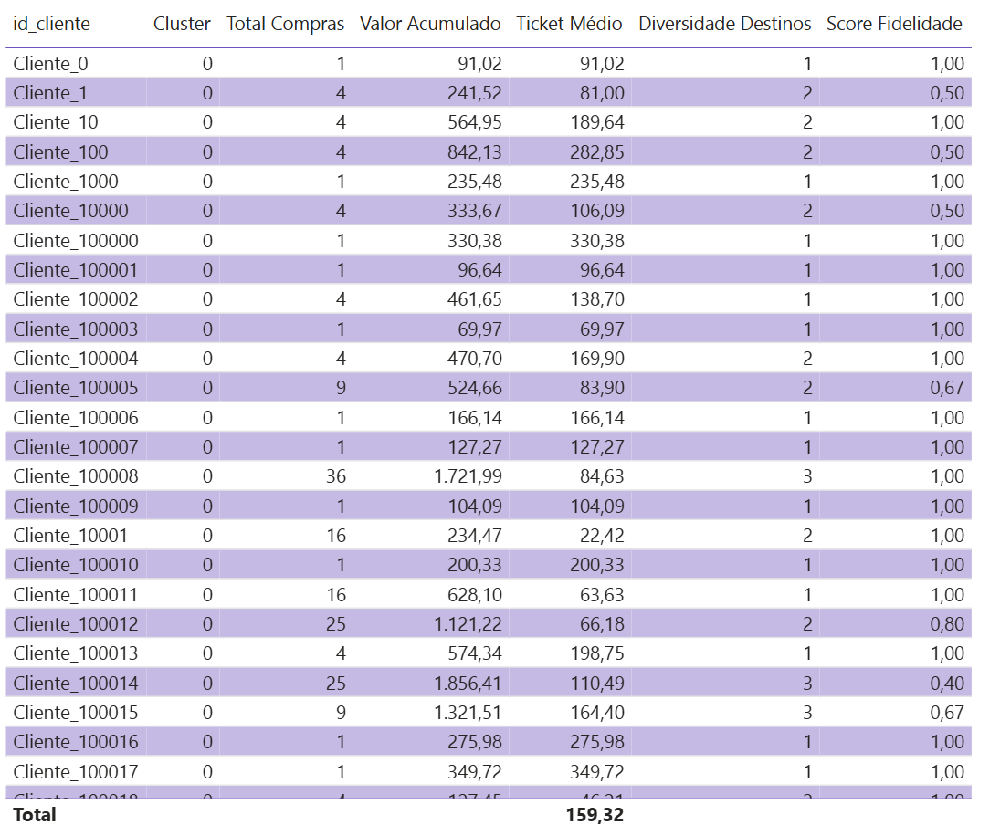 id_cliente Cluster Total Compras Valor Acumulado Ticket Médio Diversidade Destinos Score Fidelidade
Cliente_0 0 1 91,02 91,02 1 1,00
Cliente_1 0 4 241,52 81,00 2 0,50
Cliente_10 0 4 564,95 189,64 2 1,00
Cliente_100 0 4 842,13 282,85 2 0,50
Cliente_1000 0 1 235,48 235,48 1 1,00
Cliente_10000 0 4 333,67 106,09 2 0,50
Cliente_100000 0 1 330,38 330,38 1 1,00
Cliente_100001 0 1 96,64 96,64 1 1,00
Cliente_100002 0 4 461,65 138,70 1 1,00
Cliente_100003 0 1 69,97 69,97 1 1,00
Cliente_100004 0 4 470,70 169,90 2 1,00
Cliente_100005 0 9 524,66 83,90 2 0,67
Cliente_100006 0 1 166,14 166,14 1 1,00
Cliente_100007 0 1 127,27 127,27 1 1,00
Cliente_100008 0 36 1.721,99 84,63 3 1,00
Cliente_100009 0 1 104,09 104,09 1 1,00
Cliente_10001 0 16 234,47 22,42 2 1,00
Cliente_100010 0 1 200,33 200,33 1 1,00
Cliente_100011 0 16 628,10 63,63 1 1,00
Cliente_100012 0 25 1.121,22 66,18 2 0,80
Cliente_100013 0 4 574,34 198,75 1 1,00
Cliente_100014 0 25 1.856,41 110,49 3 0,40
Cliente_100015 0 9 1.321,51 164,40 3 0,67
Cliente_100016 0 1 275,98 275,98 1 1,00
Cliente_100017 0 1 349,72 349,72 1 1,00
Total 159,32